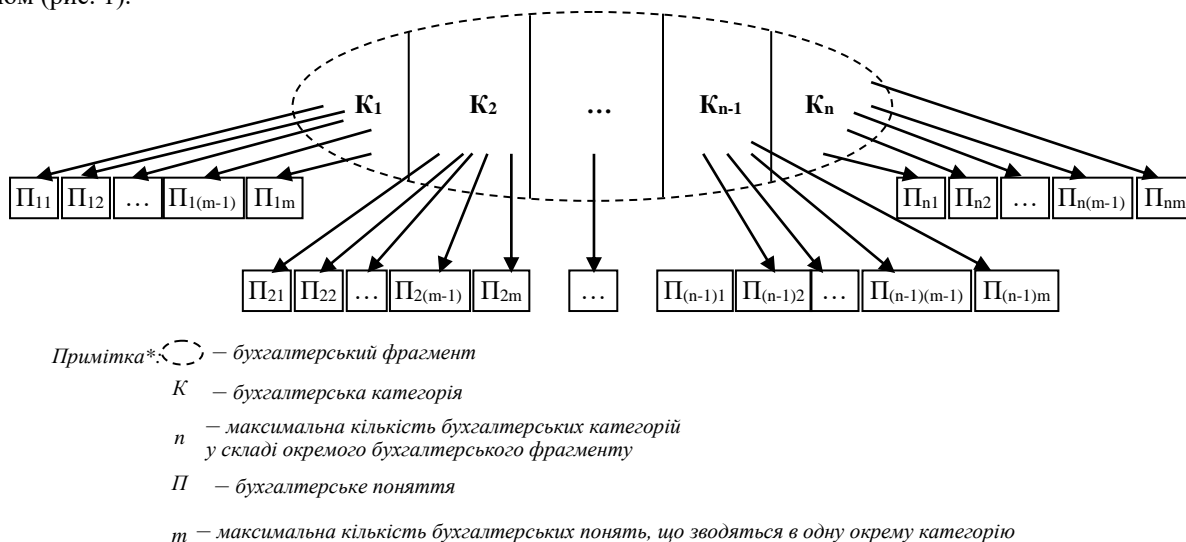 ом (рис. 1).
К1 К2 … Кn-1 Кn
П11 П12 … П1(m-1) П1m Пn1 Пn2 … Пn(m-1) Пnm
П21 П22 … П2(m-1) П2m … П(n-1)1 П(n-1)2 … П(n-1)(m-1) П(n-1)m
Примітка*: – бухгалтерський фрагмент
К – бухгалтерська категорія
n – максимальна кількість бухгалтерських категорій
у складі окремого бухгалтерського фрагменту
П – бухгалтерське поняття
m – максимальна кількість бухгалтерських понять, що зводяться в одну окрему категорію